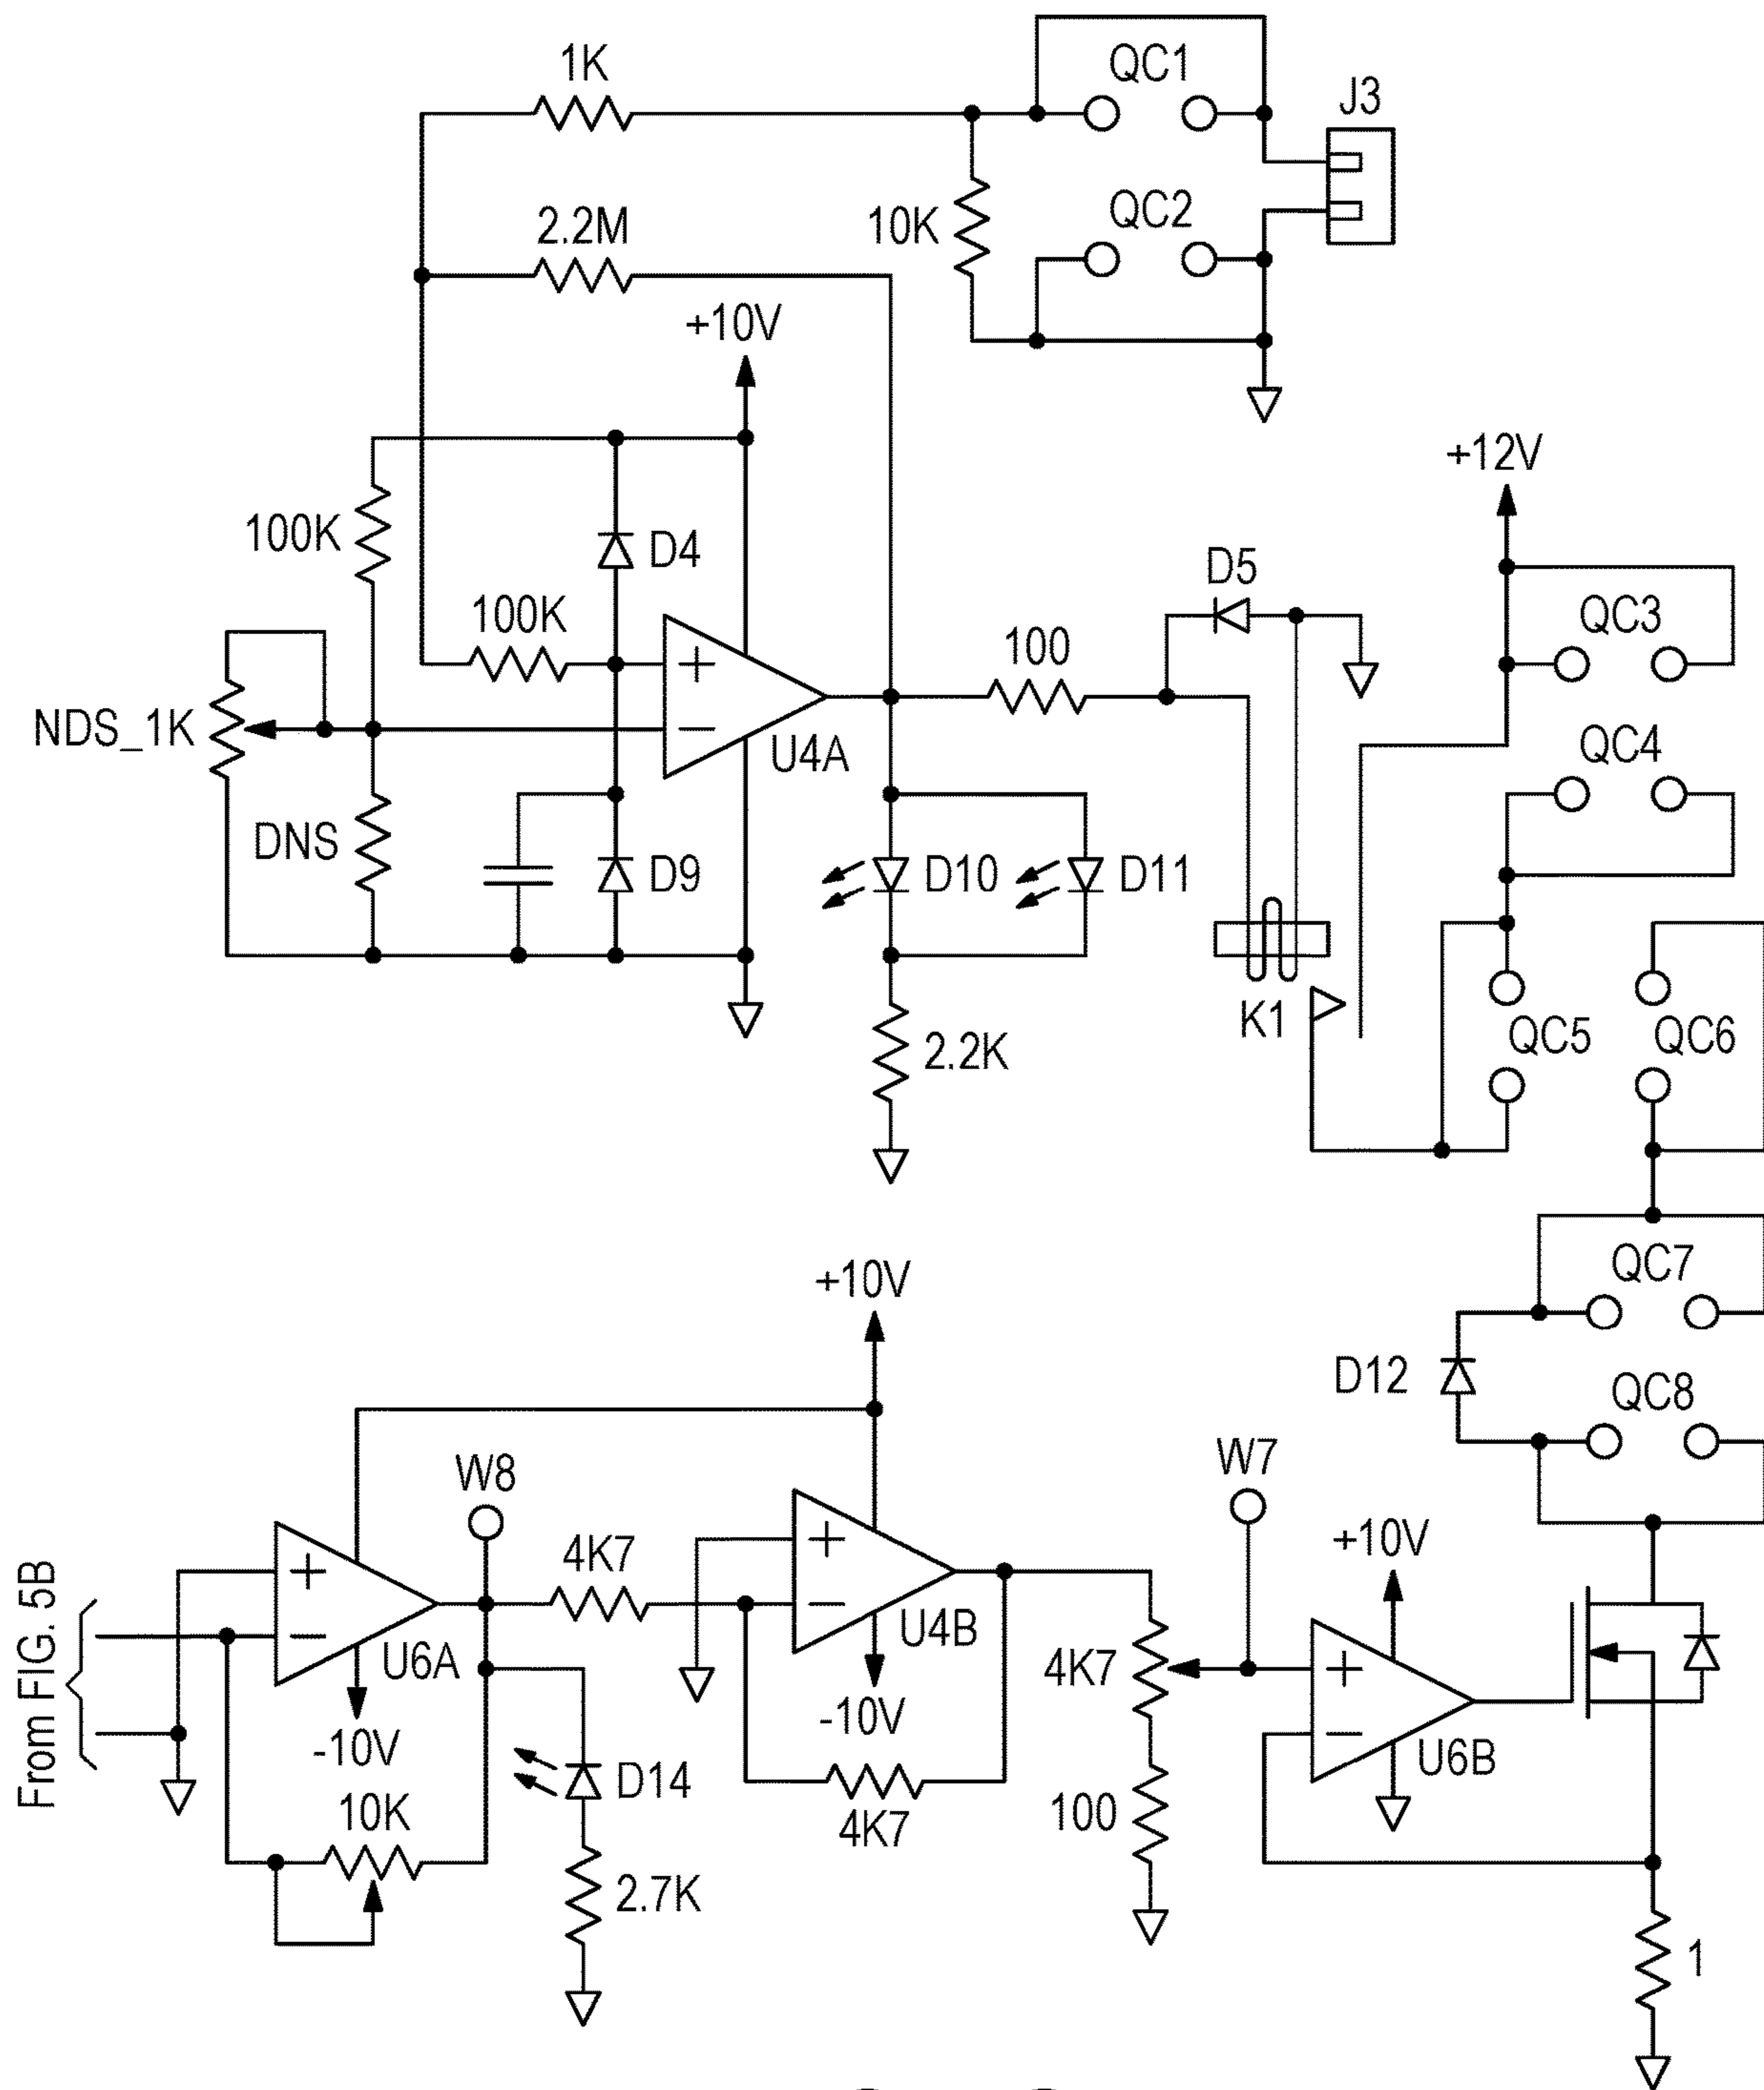 1K
QC1
J3
2.2M
10K
QC2
+10V
+12V
100K
D4
D5
100K
QC3
100
NDS_1K
QC4
U4A
DNS
D9
D10
D11
K1
QC5
QC6
2.2K
+10V
QC7
D12
QC8
W8
W7
4K7
+10V
From FIG. 5B
U6A
U4B
4K7
-10V
-10V
U6B
D14
10K
4K7
100
2.7K
1